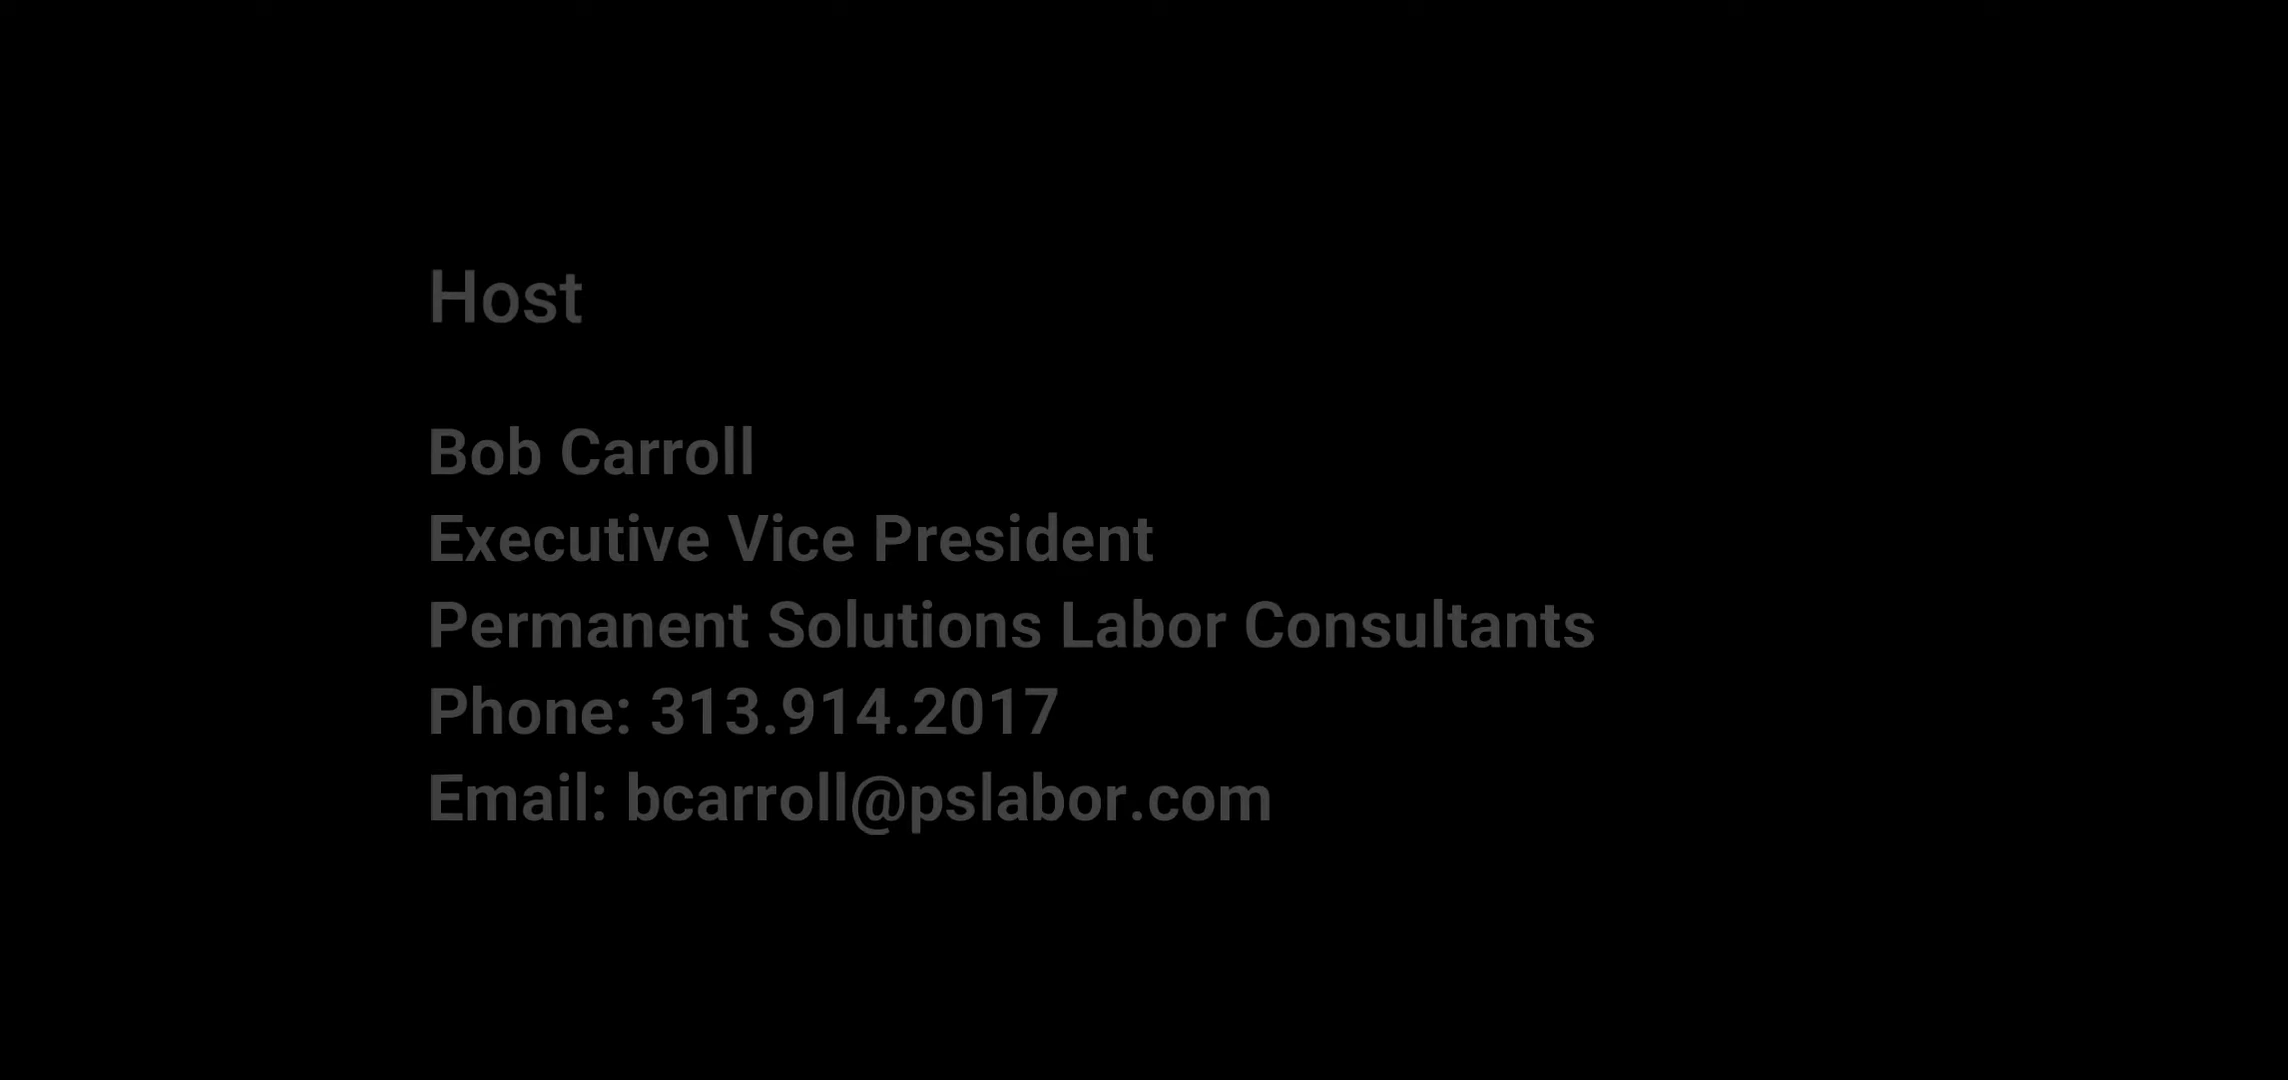 Host
Bob Carroll
Executive Vice President
Permanent Solutions Labor Consultants
Phone: 313.914.2017
Email: bcarroll@pslabor.com